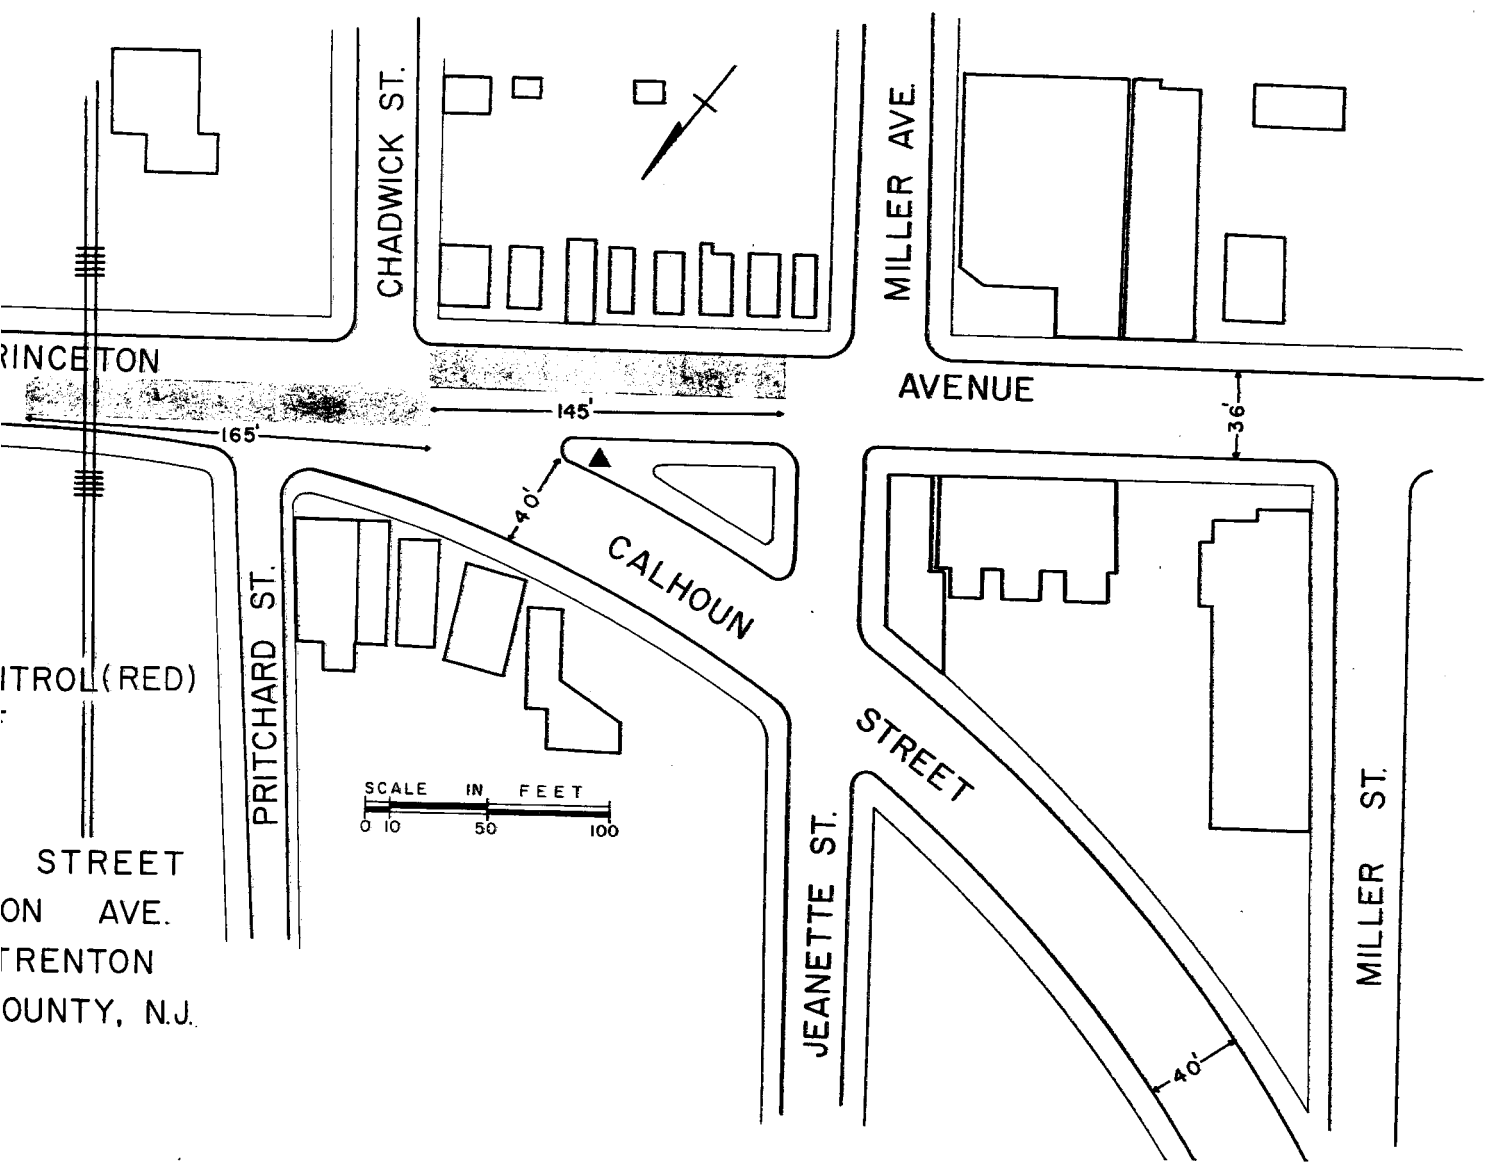 CHADWICK ST.
MILLER AVE.
RINCETON
AVENUE
145'
165'
36'
40'
CALHOUN
STREET
PRITCHARD ST.
ITROL (RED)
SCALE IN FEET
0 10 50 100
STREET
ON AVE.
TRENTON
OUNTY, N.J.
JEANETTE ST.
MILLER ST.
40'